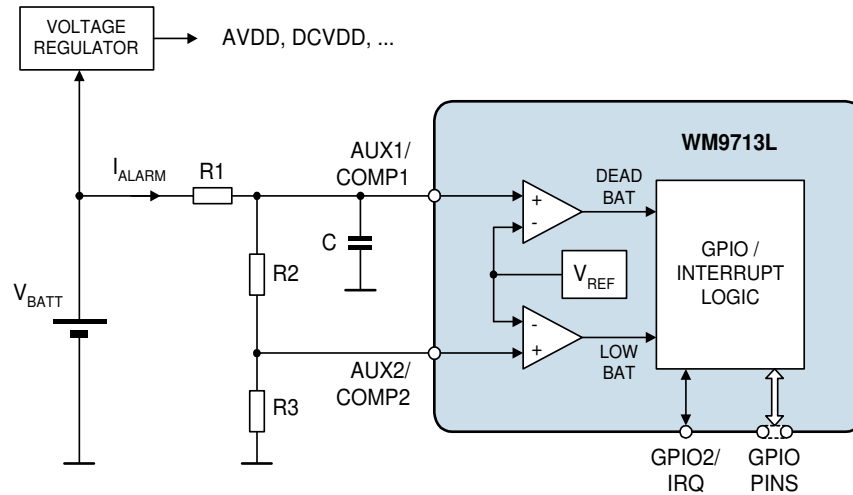 VOLTAGE
REGULATOR
AVDD, DCVDD, ...
WM9713L
I_ALARM
R1
AUX1/
COMP1
+
-
DEAD
BAT
GPIO /
INTERRUPT
LOGIC
C
R2
V_REF
V_BATT
-
+
LOW
BAT
AUX2/
COMP2
R3
GPIO2/
IRQ
GPIO
PINS